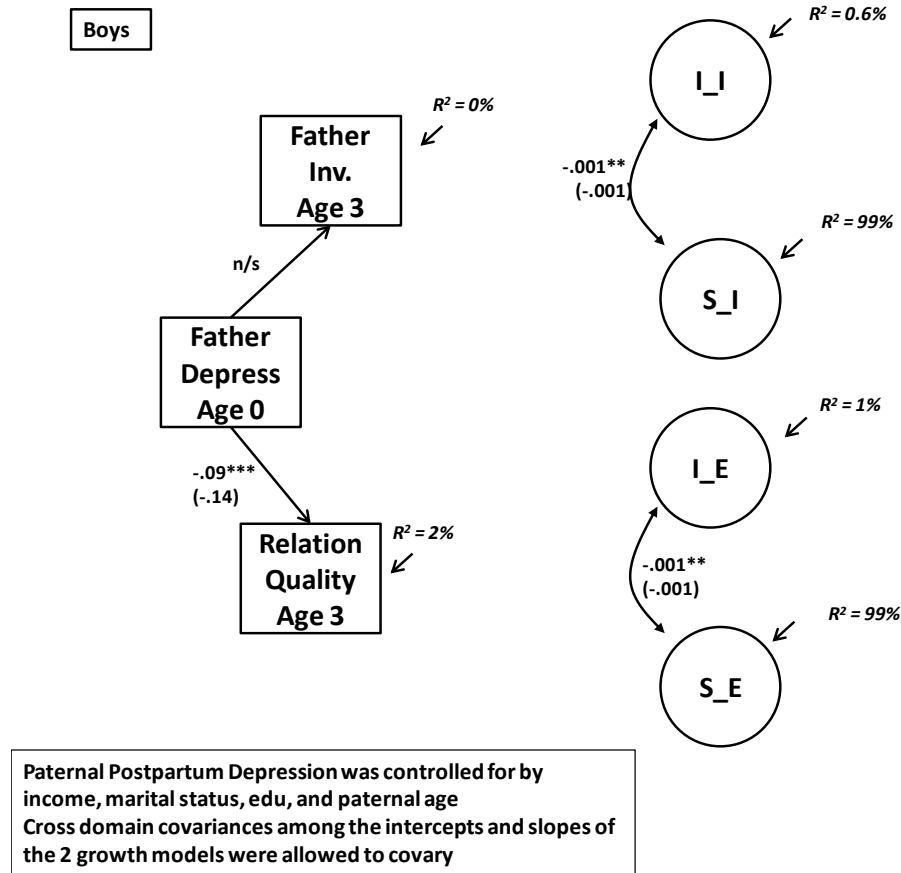 Boys
R² = 0.6%
I_I
R² = 0%
Father
Inv.
Age 3
-.001**
(-.001)
R² = 99%
S_I
n/s
Father
Depress
Age 0
R² = 1%
I_E
-.09***
(-.14)
R² = 2%
Relation
Quality
Age 3
-.001**
(-.001)
R² = 99%
S_E
Paternal Postpartum Depression was controlled for by
income, marital status, edu, and paternal age
Cross domain covariances among the intercepts and slopes of
the 2 growth models were allowed to covary